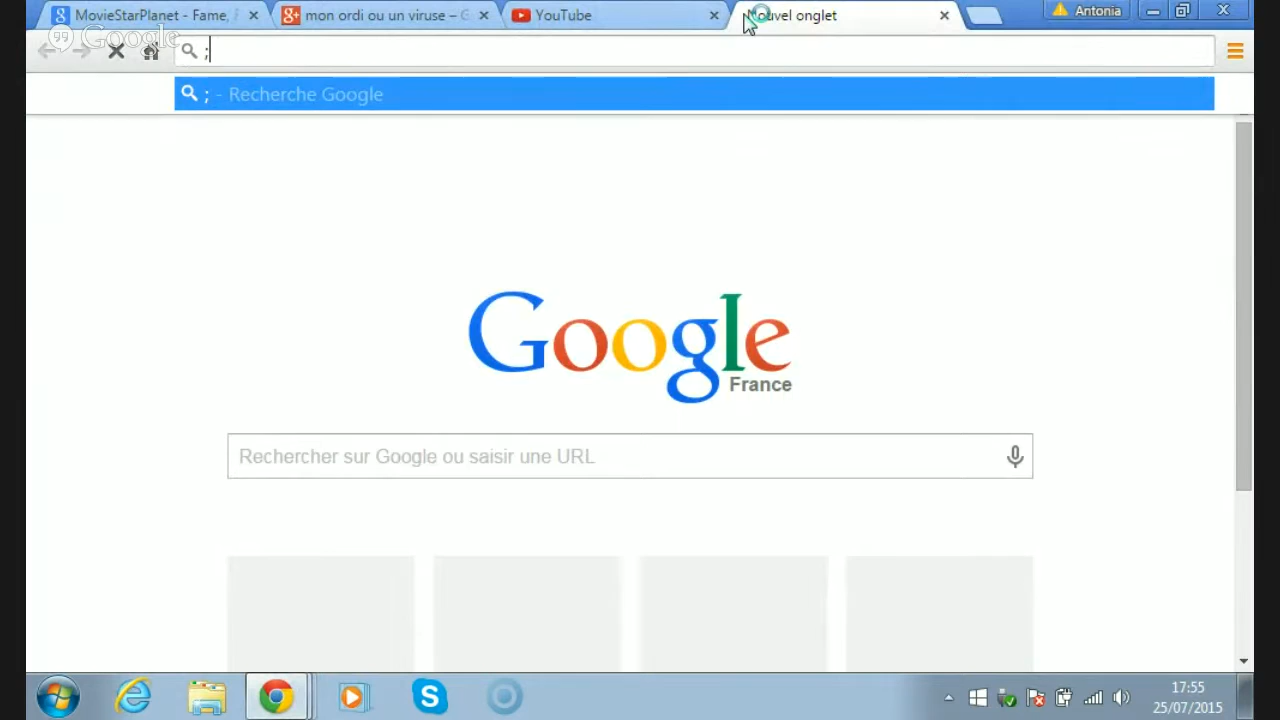 MovieStarPlanet - Fame, F
mon ordi ou un viruse – G
YouTube
Nouvel onglet
Antonia
Google
;
; - Recherche Google
Google
France
Rechercher sur Google ou saisir une URL
17:55
25/07/2015